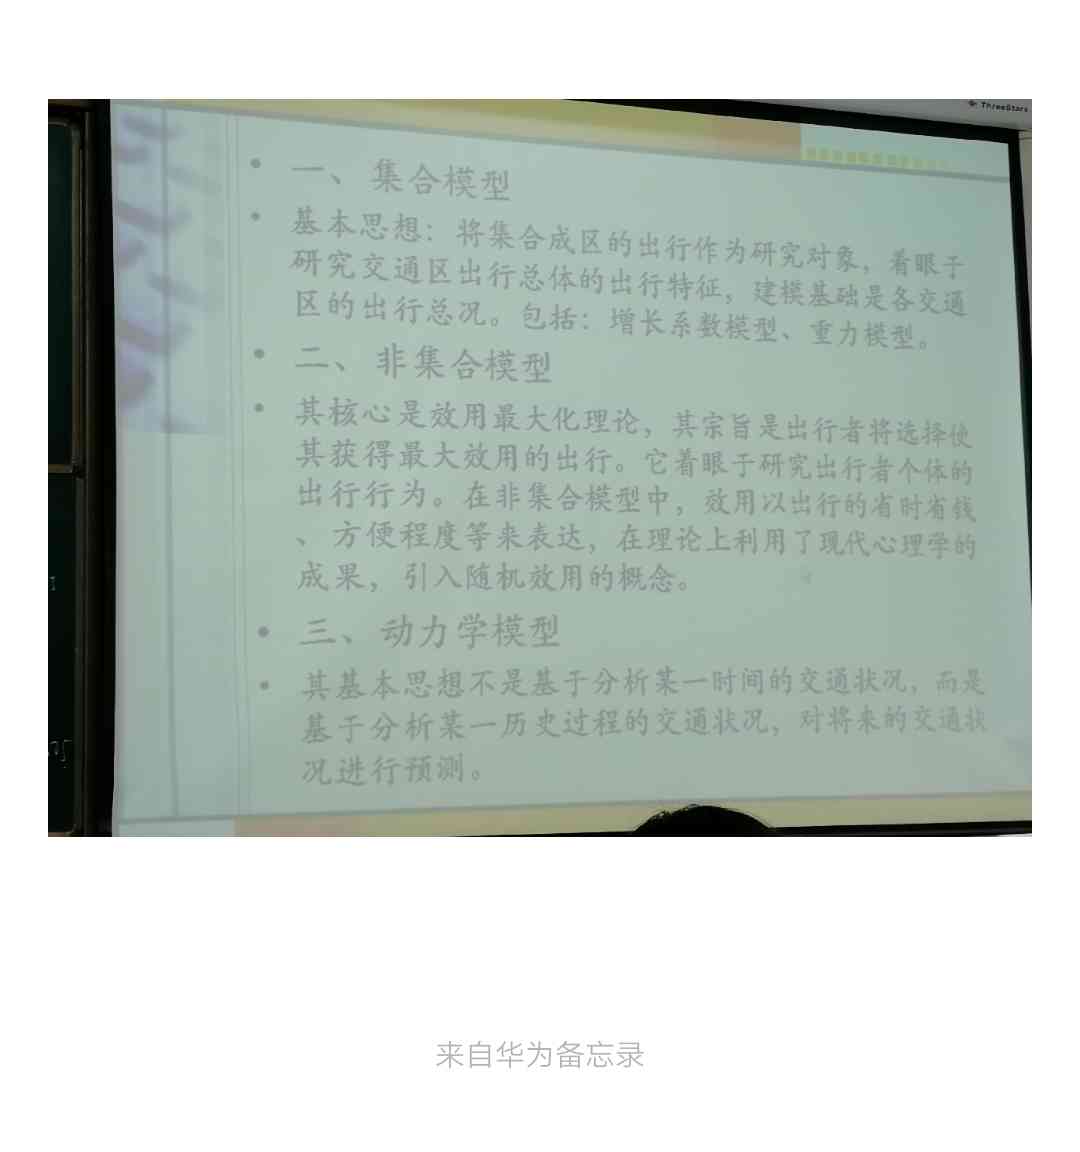 ThreeStars
• 一、集合模型
• 基本思想：将集合成区的出行作为研究对象，着眼于
研究交通区出行总体的出行特征，建模基础是各交通
区的出行总况。包括：增长系数模型、重力模型。
• 二、非集合模型
• 其核心是效用最大化理论，其宗旨是出行者将选择使
其获得最大效用的出行。它着眼于研究出行者个体的
出行行为。在非集合模型中，效用以出行的省时省钱
、方便程度等来表达，在理论上利用了现代心理学的
成果，引入随机效用的概念。
• 三、动力学模型
• 其基本思想不是基于分析某一时间的交通状况，而是
基于分析某一历史过程的交通状况，对将来的交通状
况进行预测。
来自华为备忘录